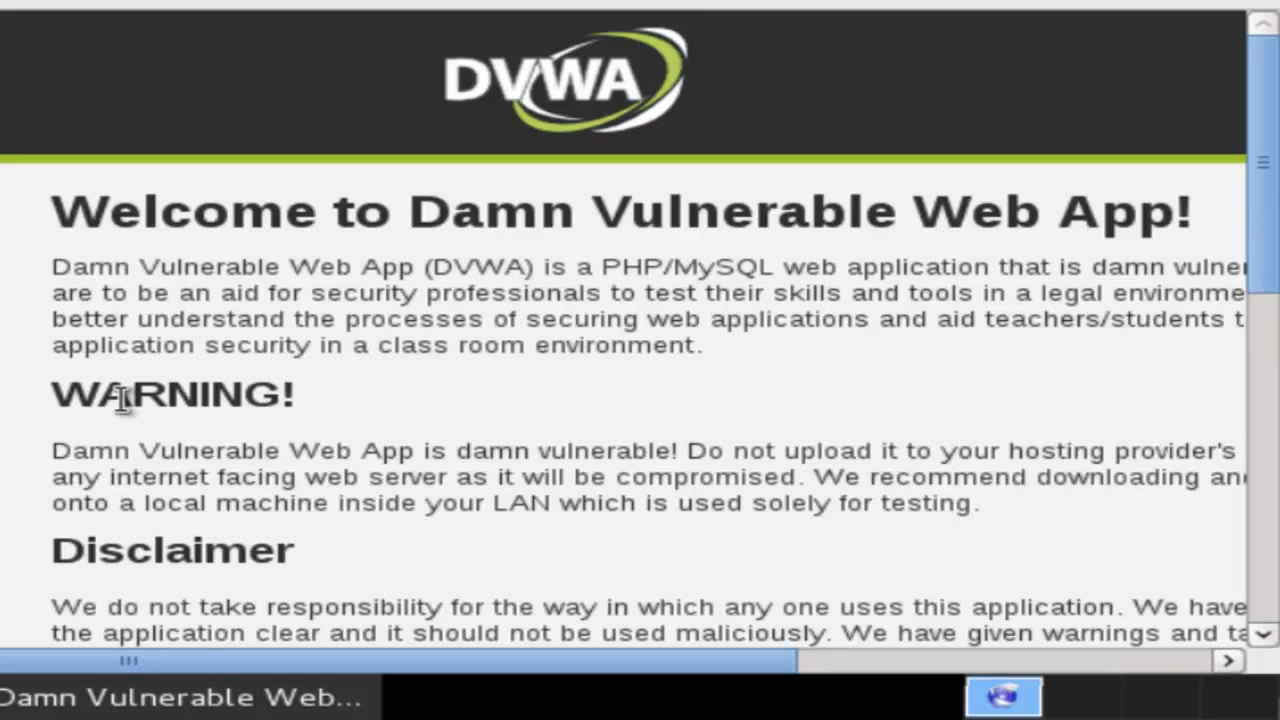 DVWA
Welcome to Damn Vulnerable Web App!
Damn Vulnerable Web App (DVWA) is a PHP/MySQL web application that is damn
are to be an aid for security professionals to test their skills and tools in a legal
better understand the processes of securing web applications and aid teachers/students
application security in a class room environment.
WARNING!
Damn Vulnerable Web App is damn vulnerable! Do not upload it to your hosting provider's
any internet facing web server as it will be compromised. We recommend downloading
onto a local machine inside your LAN which is used solely for testing.
Disclaimer
We do not take responsibility for the way in which any one uses this application. We have
the application clear and it should not be used maliciously. We have given warnings and
Damn Vulnerable Web...